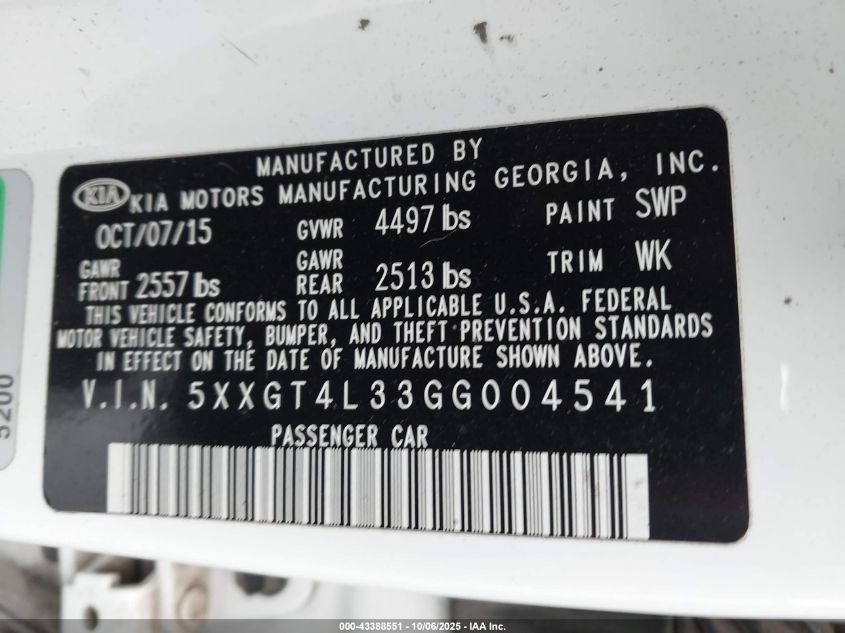 MANUFACTURED BY
KIA KIA MOTORS MANUFACTURING GEORGIA, INC.
OCT/07/15 GVWR 4497 lbs PAINT SWP
GAWR FRONT 2557 lbs GAWR REAR 2513 lbs TRIM WK
THIS VEHICLE CONFORMS TO ALL APPLICABLE U.S.A. FEDERAL
MOTOR VEHICLE SAFETY, BUMPER, AND THEFT PREVENTION STANDARDS
IN EFFECT ON THE DATE OF MANUFACTURE SHOWN ABOVE.
V.I.N. 5XXGT4L33GG004541
PASSENGER CAR
5200
000-43388551 - 10/06/2025 - IAA Inc.